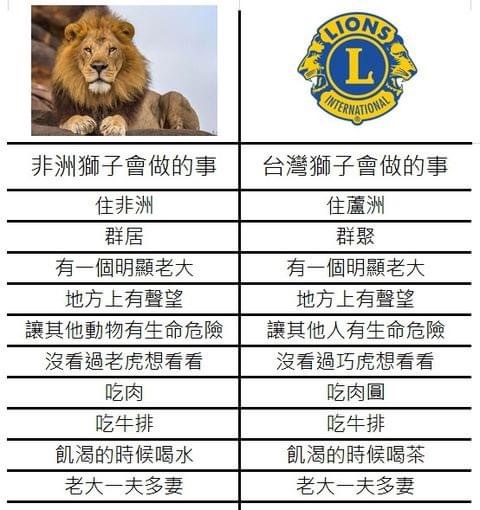 LIONS
L
INTERNATIONAL
®
非洲獅子會做的事 台灣獅子會做的事
住非洲 住蘆洲
群居 群聚
有一個明顯老大 有一個明顯老大
地方上有聲望 地方上有聲望
讓其他動物有生命危險 讓其他人有生命危險
沒看過老虎想看看 沒看過巧虎想看看
吃肉 吃肉圓
吃牛排 吃牛排
飢渴的時候喝水 飢渴的時候喝茶
老大一夫多妻 老大一夫多妻